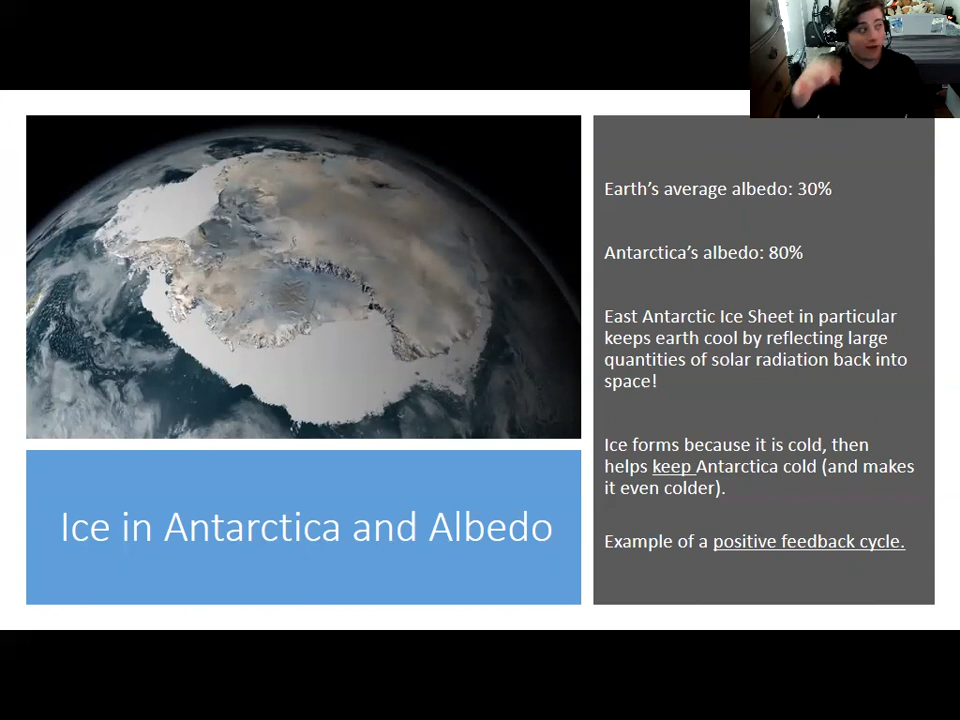 Earth’s average albedo: 30%
Antarctica’s albedo: 80%
East Antarctic Ice Sheet in particular
keeps earth cool by reflecting large
quantities of solar radiation back into
space!
Ice forms because it is cold, then
helps keep Antarctica cold (and makes
it even colder).
Example of a positive feedback cycle.
Ice in Antarctica and Albedo